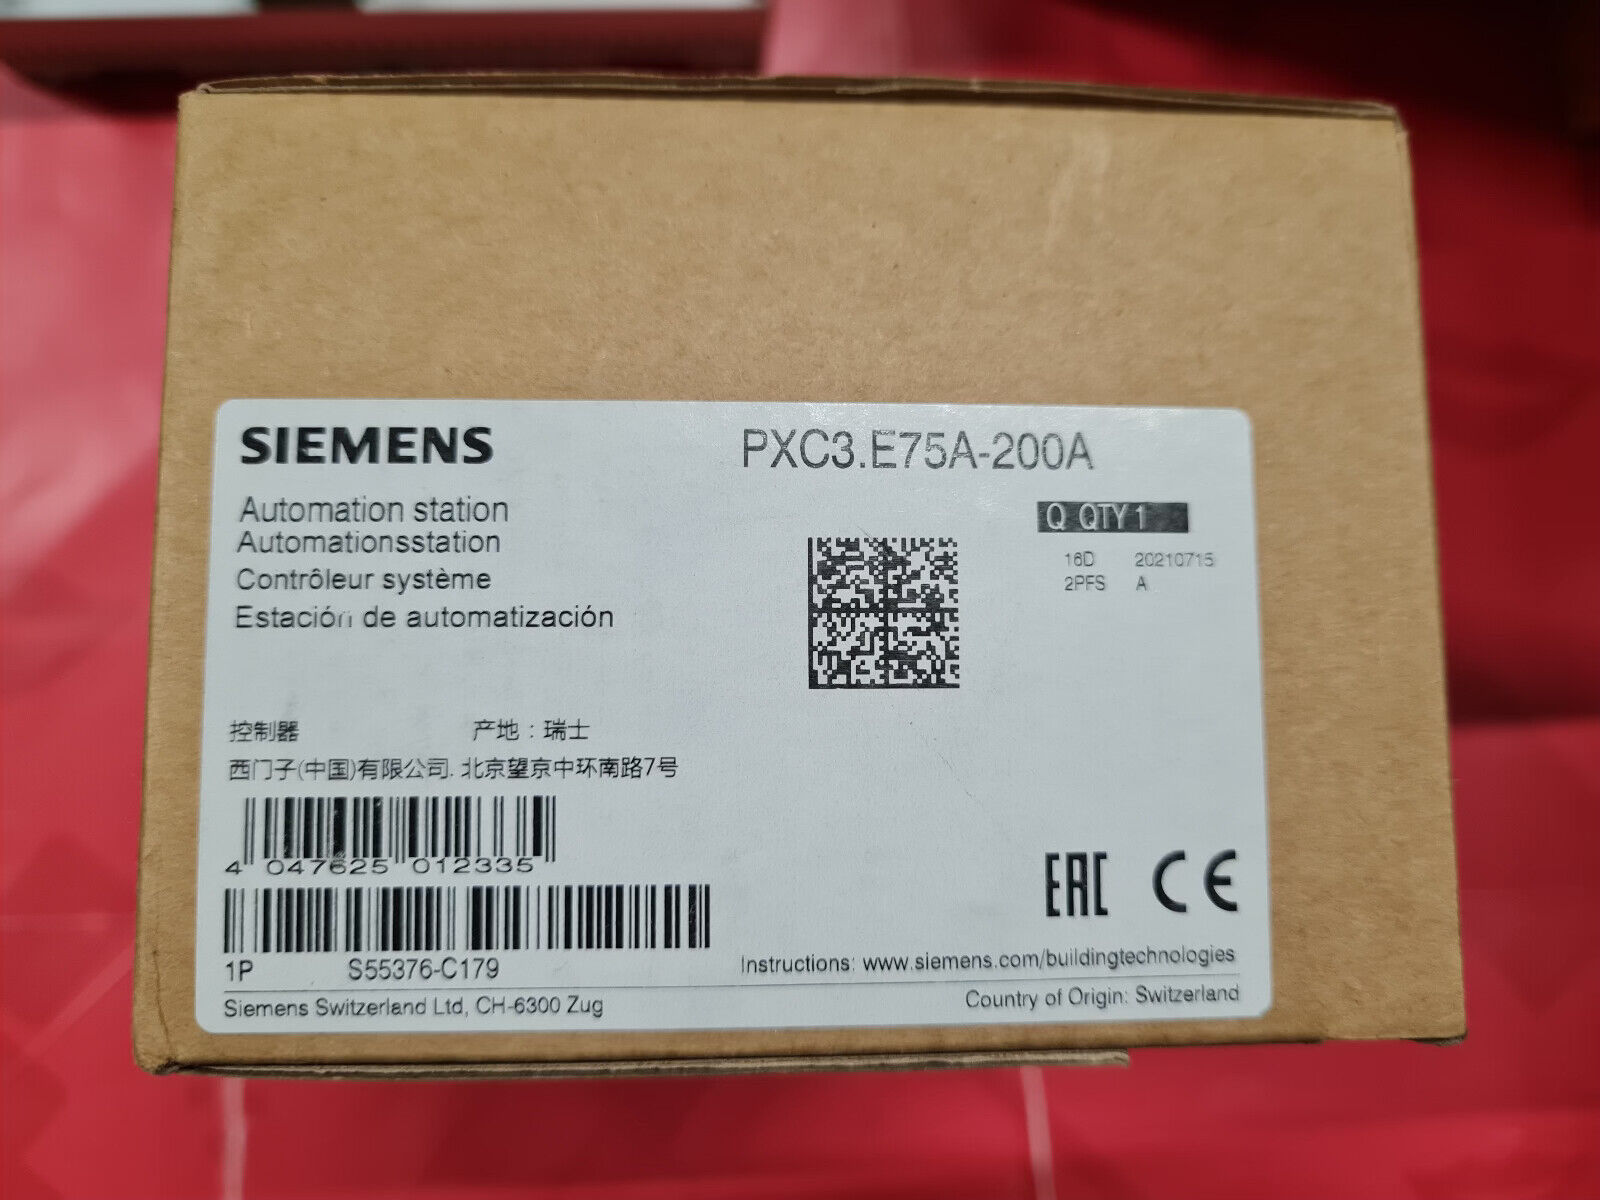 SIEMENS
PXC3.E75A-200A
Automation station
Automationsstation
Contrôleur système
Estación de automatización
Q QTY 1
16D 20210715
2PFS A
控制器 产地：瑞士
西门子(中国)有限公司. 北京望京中环南路7号
4 047625 012335
1P S55376-C179
EAC CE
Instructions: www.siemens.com/buildingtechnologies
Siemens Switzerland Ltd, CH-6300 Zug
Country of Origin: Switzerland